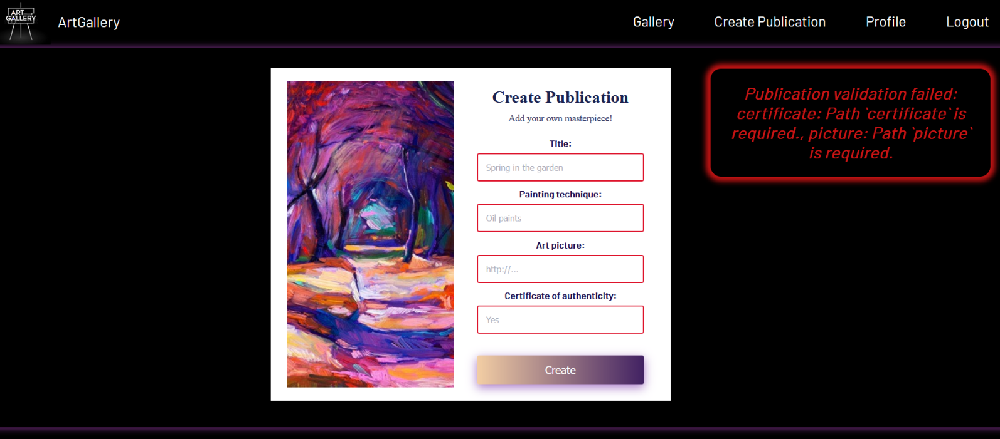 ART
GALLERY
ArtGallery
Gallery
Create Publication
Profile
Logout
Create Publication
Add your own masterpiece!
Title:
Spring in the garden
Painting technique:
Oil paints
Art picture:
http://...
Certificate of authenticity:
Yes
Create
Publication validation failed:
certificate: Path `certificate` is
required., picture: Path `picture`
is required.